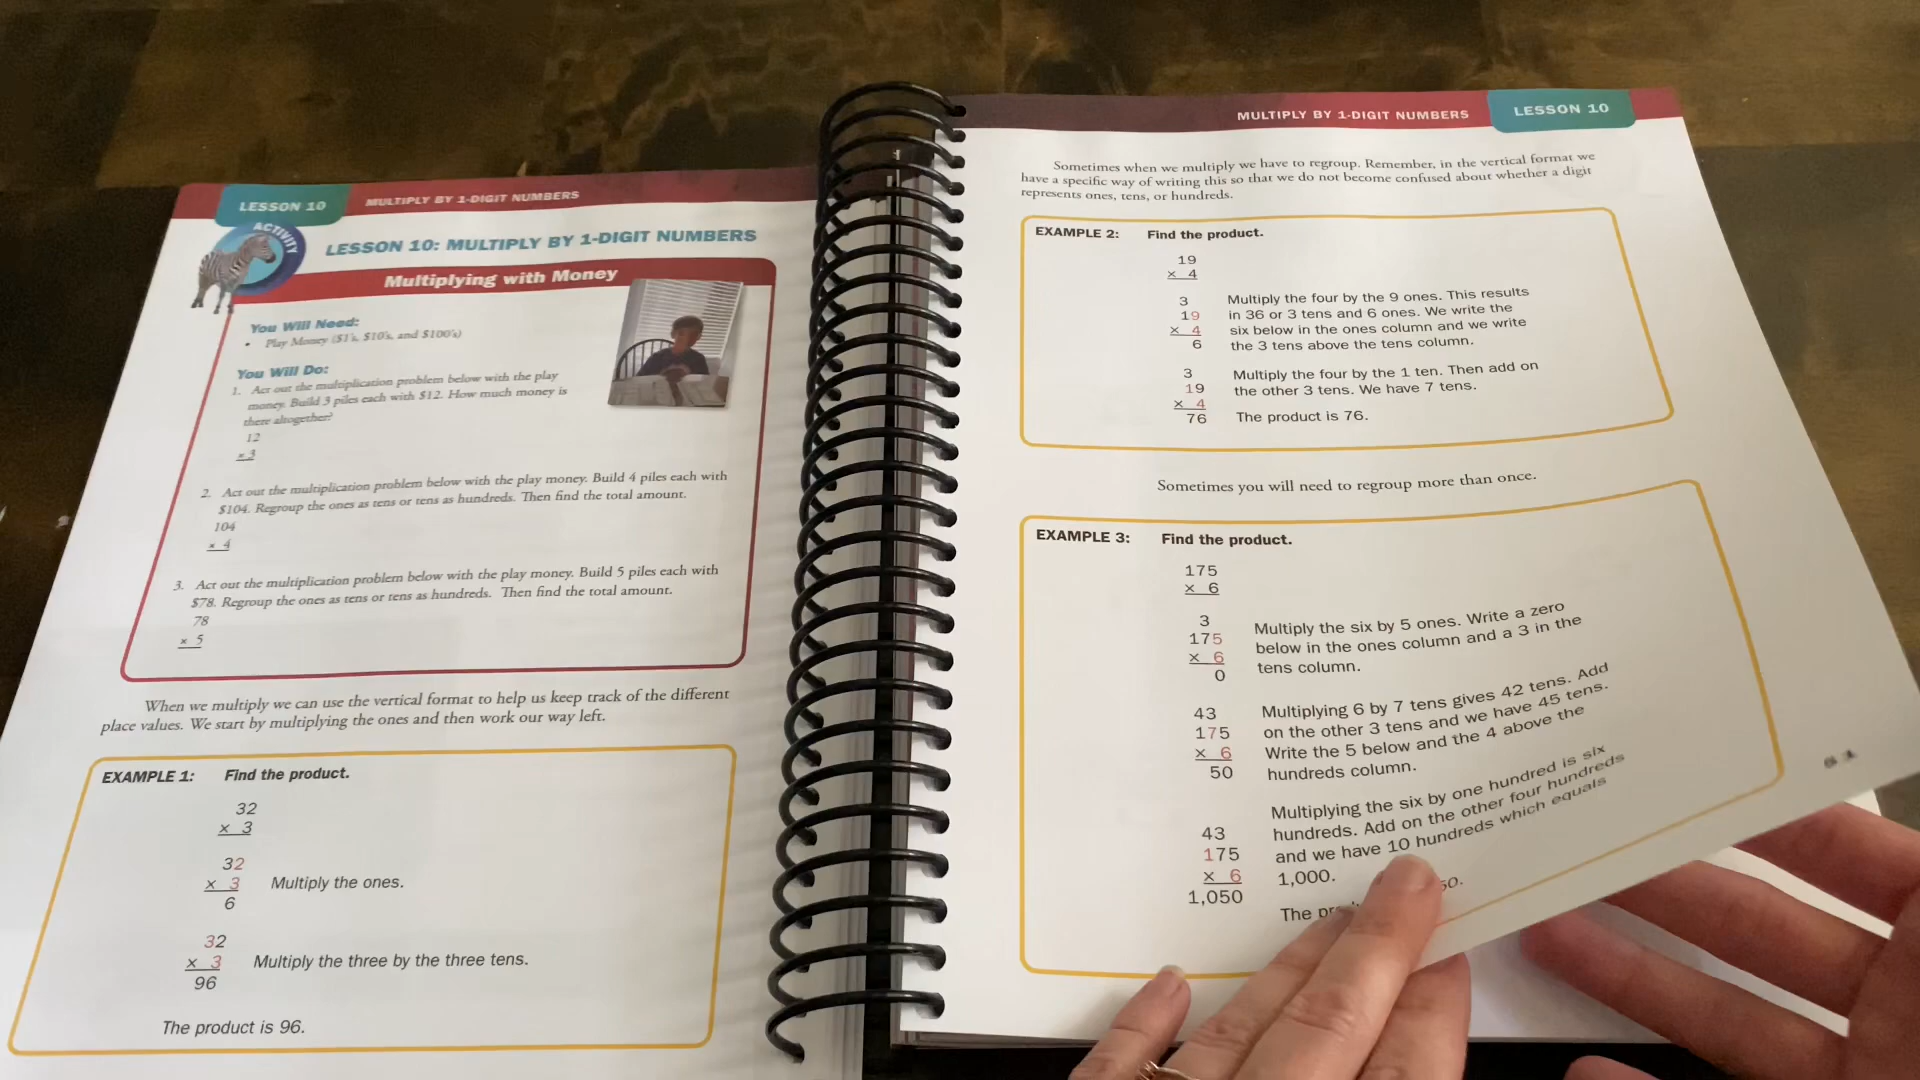 LESSON 10
MULTIPLY BY 1-DIGIT NUMBERS
ACTIVITY
LESSON 10: MULTIPLY BY 1-DIGIT NUMBERS
Multiplying with Money
You Will Need:
• Play Money ($1's, $10's, and $100's)
You Will Do:
1. Act out the multiplication problem below with the play
money. Build 3 piles each with $12. How much money is
there altogether?
12
× 3
2. Act out the multiplication problem below with the play money. Build 4 piles each with
$104. Regroup the ones as tens or tens as hundreds. Then find the total amount.
104
× 4
3. Act out the multiplication problem below with the play money. Build 5 piles each with
$78. Regroup the ones as tens or tens as hundreds. Then find the total amount.
78
× 5
When we multiply we can use the vertical format to help us keep track of the different
place values. We start by multiplying the ones and then work our way left.
EXAMPLE 1: Find the product.
32
× 3
32
× 3 Multiply the ones.
6
32
× 3 Multiply the three by the three tens.
96
The product is 96.
MULTIPLY BY 1-DIGIT NUMBERS
LESSON 10
Sometimes when we multiply we have to regroup. Remember, in the vertical format we
have a specific way of writing this so that we do not become confused about whether a digit
represents ones, tens, or hundreds.
EXAMPLE 2: Find the product.
19
× 4
3 Multiply the four by the 9 ones. This results
19 in 36 or 3 tens and 6 ones. We write the
× 4 six below in the ones column and we write
6 the 3 tens above the tens column.
3 Multiply the four by the 1 ten. Then add on
19 the other 3 tens. We have 7 tens.
× 4
76 The product is 76.
Sometimes you will need to regroup more than once.
EXAMPLE 3: Find the product.
175
× 6
3
175 Multiply the six by 5 ones. Write a zero
× 6 below in the ones column and a 3 in the
0 tens column.
43 Multiplying 6 by 7 tens gives 42 tens. Add
175 on the other 3 tens and we have 45 tens.
× 6 Write the 5 below and the 4 above the
50 hundreds column.
Multiplying the six by one hundred is six
43 hundreds. Add on the other four hundreds
175 and we have 10 hundreds which equals
× 6 1,000.
1,050
The 50.